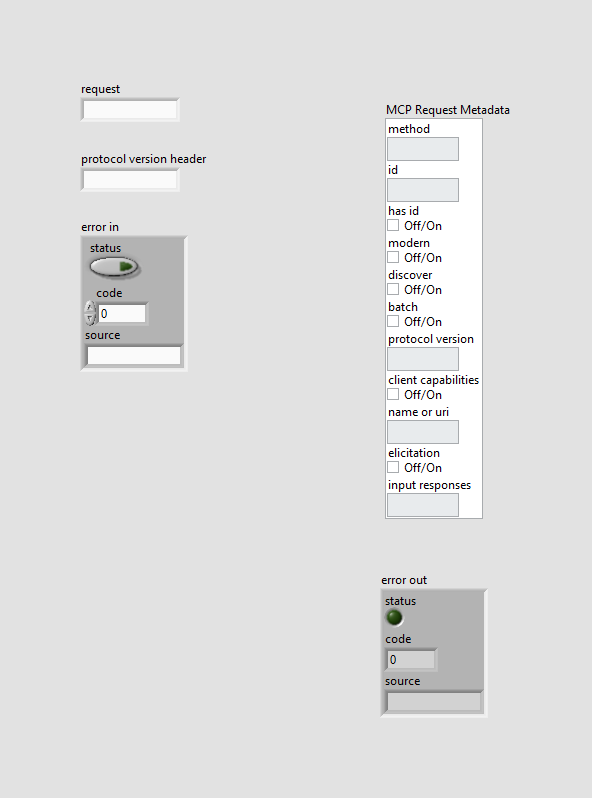 request
protocol version header
error in
status
code
0
source
MCP Request Metadata
method
id
has id
Off/On
modern
Off/On
discover
Off/On
batch
Off/On
protocol version
client capabilities
Off/On
name or uri
elicitation
Off/On
input responses
error out
status
code
0
source